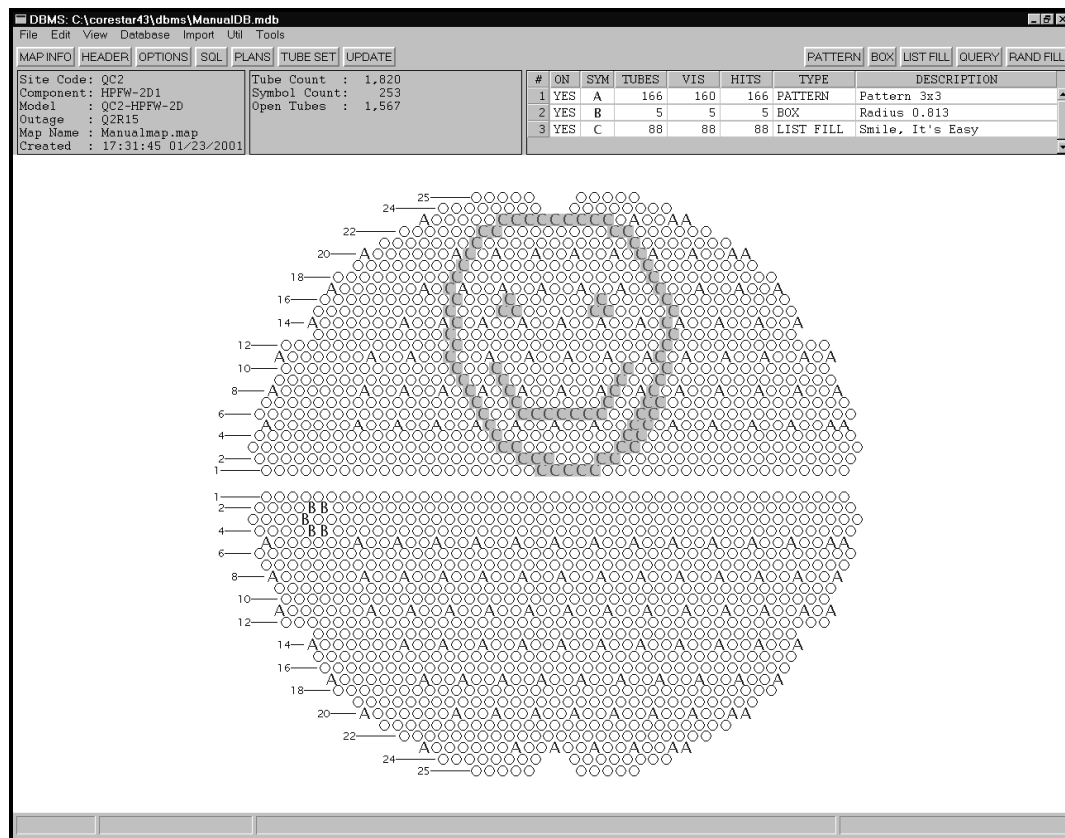 DBMS: C:\corestar43\dbms\ManualDB.mdb
File Edit View Database Import Util Tools
MAP INFO HEADER OPTIONS SQL PLANS TUBE SET UPDATE PATTERN BOX LIST FILL QUERY RAND FILL
Site Code: QC2
Component: HPFW-2D1
Model : QC2-HPFW-2D
Outage : Q2R15
Map Name : Manualmap.map
Created : 17:31:45 01/23/2001
Tube Count : 1,820
Symbol Count: 253
Open Tubes : 1,567
# ON SYM TUBES VIS HITS TYPE DESCRIPTION
1 YES A 166 160 166 PATTERN Pattern 3x3
2 YES B 5 5 5 BOX Radius 0.813
3 YES C 88 88 88 LIST FILL Smile, It's Easy
25
24
22
20
18
16
14
12
10
8
6
4
2
1
1
2
4
6
8
10
12
14
16
18
20
22
24
25